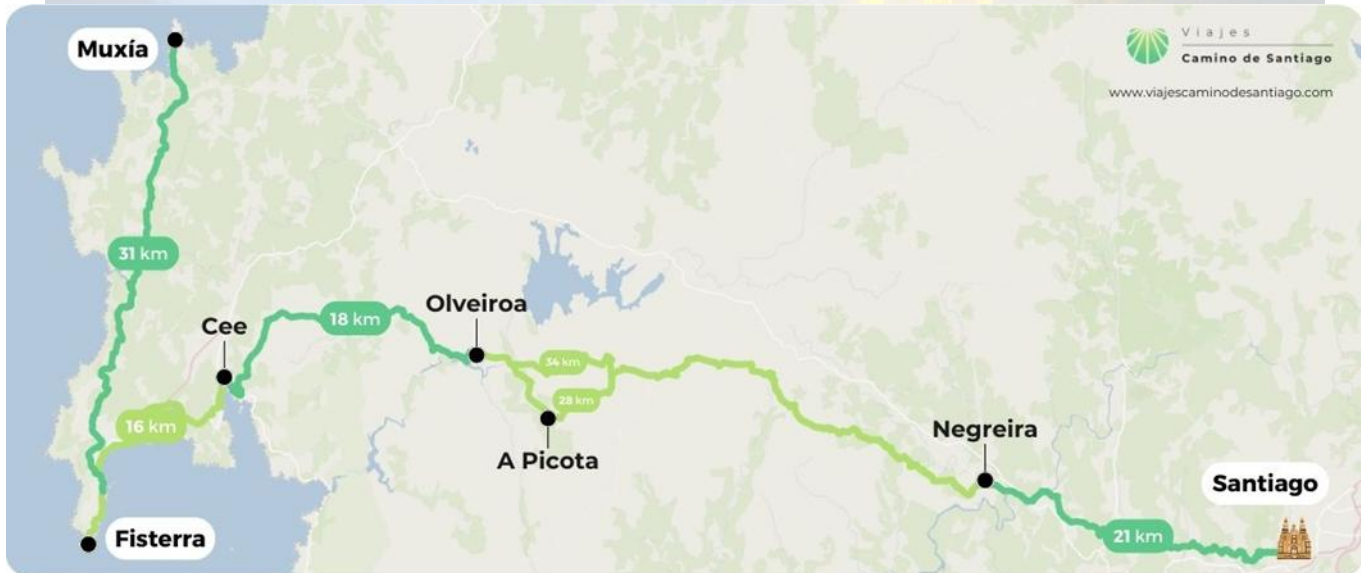 Muxía
Viajes
Camino de Santiago
www.viajescaminodesantiago.com
31 km
Olveiroa
Cee
18 km
34 km
28 km
16 km
A Picota
Negreira
Santiago
Fisterra
21 km